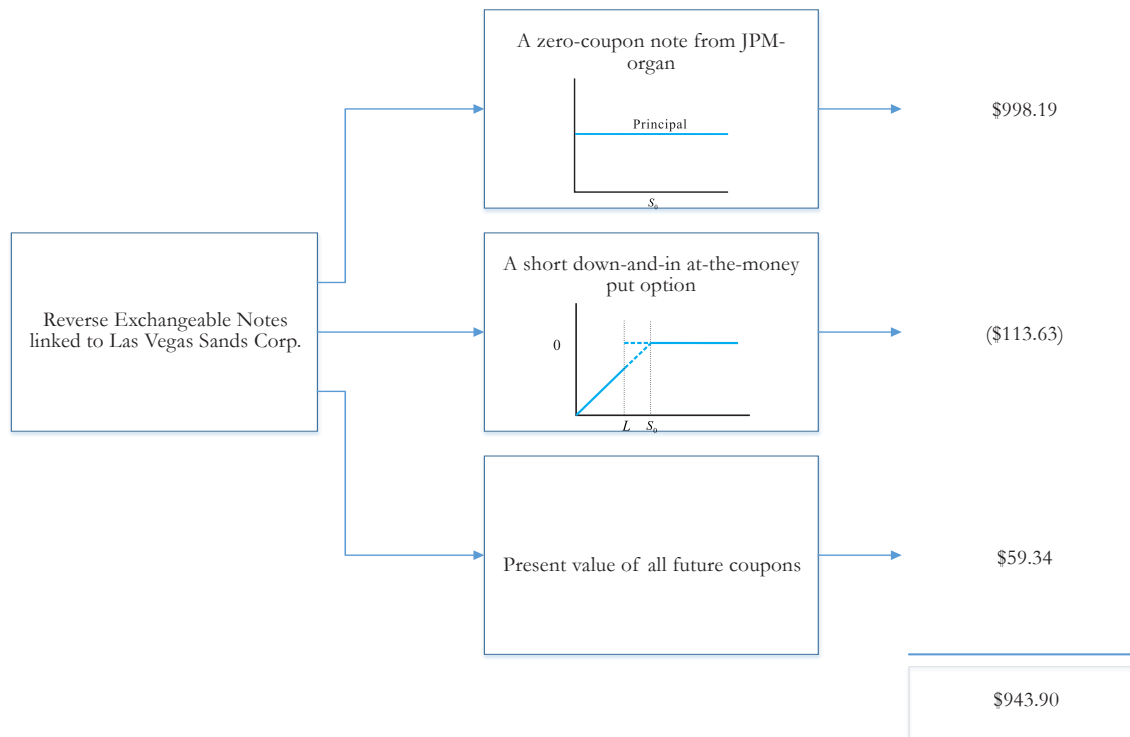 A zero-coupon note from JPM-
organ
Principal
S₀
$998.19
Reverse Exchangeable Notes
linked to Las Vegas Sands Corp.
A short down-and-in at-the-money
put option
0
L S₀
($113.63)
Present value of all future coupons
$59.34
$943.90